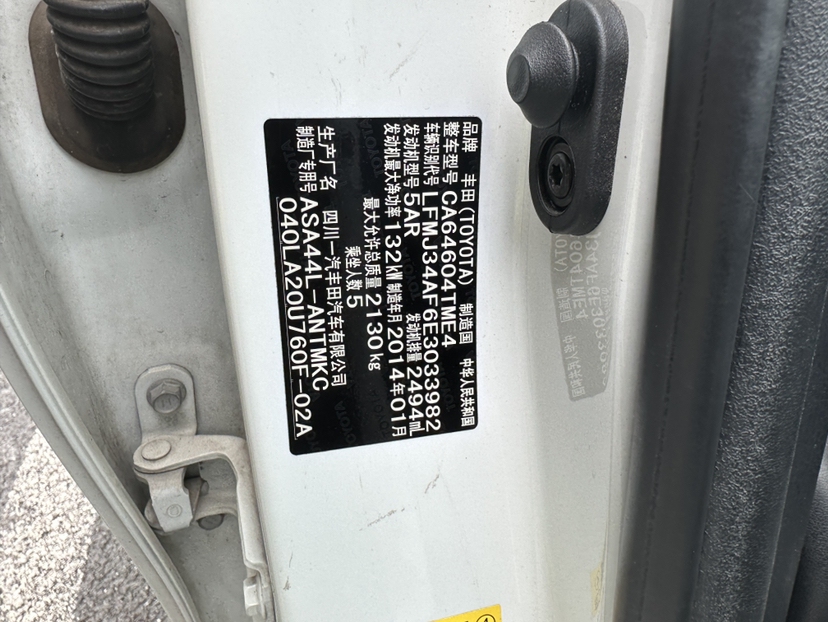 品牌 丰田(TOYOTA) 制造国 中华人民共和国
整车型号 CA64604TME4
车辆识别代号 LFMJ34AF6E3033982
发动机型号 5AR 发动机排量 2494mL
发动机最大净功率 132kW 制造年月 2014年01月
最大允许总质量 2130kg
乘坐人数 5
生产厂名 四川一汽丰田汽车有限公司
制造厂专用号 ASA44L-ANTMKC
040LA20U760F-02A